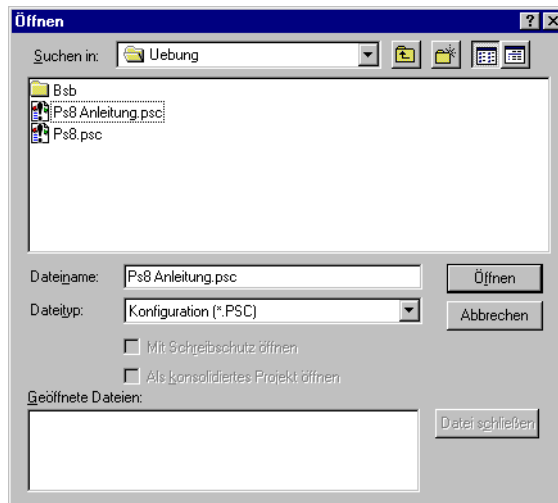 Öffnen
Suchen in: Uebung
Bsb
Ps8 Anleitung.psc
Ps8.psc
Dateiname: Ps8 Anleitung.psc Öffnen
Dateityp: Konfiguration (*.PSC) Abbrechen
Mit Schreibschutz öffnen
Als konsolidiertes Projekt öffnen
Geöffnete Dateien:
Datei schließen